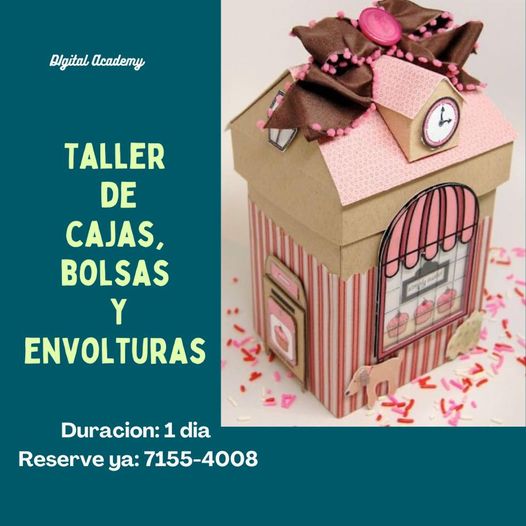 DIgital Academy
TALLER
DE
CAJAS,
BOLSAS
Y
ENVOLTURAS
Duracion: 1 dia
Reserve ya: 7155-4008